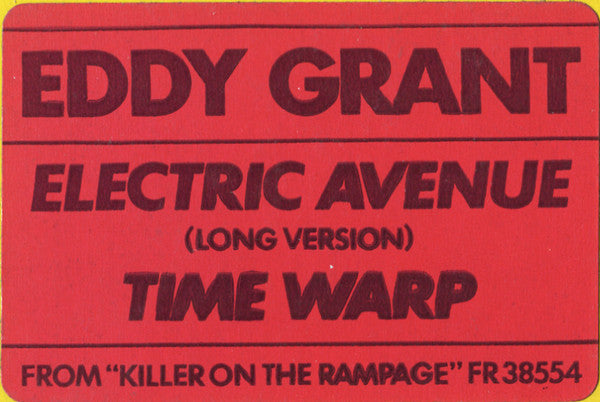 EDDY GRANT
ELECTRIC AVENUE
(LONG VERSION)
TIME WARP
FROM "KILLER ON THE RAMPAGE" FR 38554